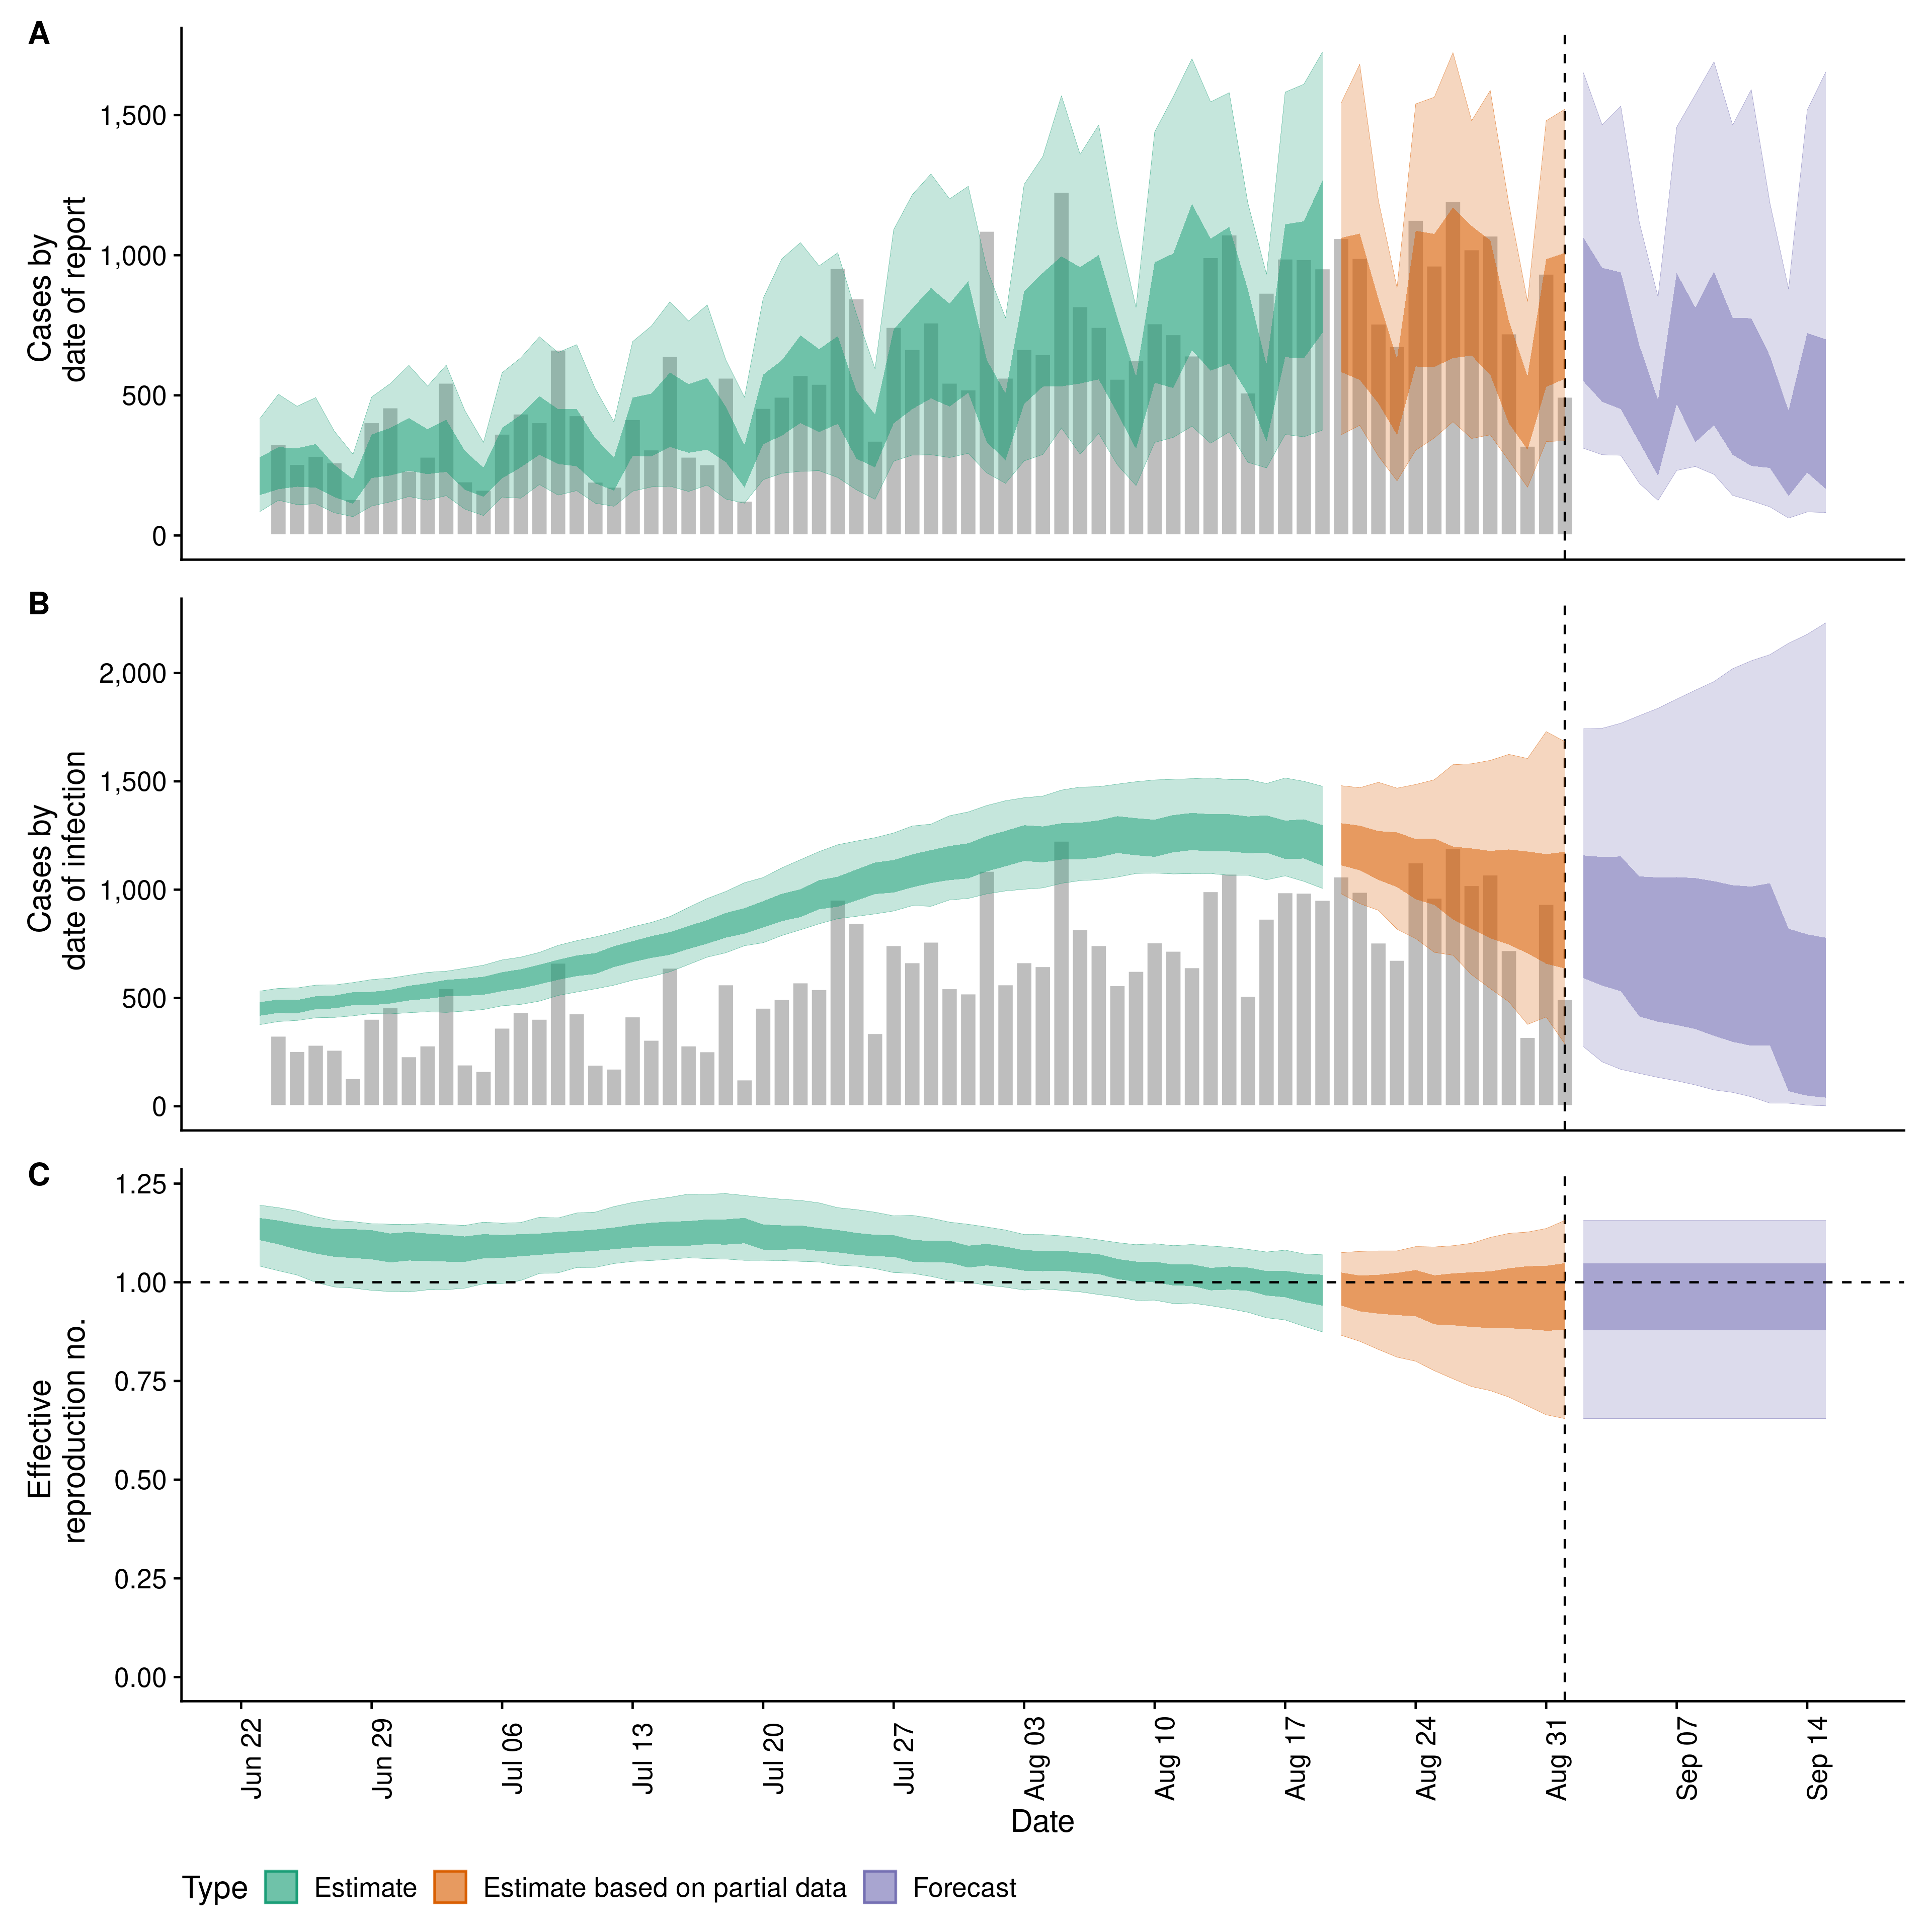 A
Cases by
date of report
1,500
1,000
500
0
B
Cases by
date of infection
2,000
1,500
1,000
500
0
C
Effective
reproduction no.
1.25
1.00
0.75
0.50
0.25
0.00
Jun 22
Jun 29
Jul 06
Jul 13
Jul 20
Jul 27
Aug 03
Aug 10
Aug 17
Aug 24
Aug 31
Sep 07
Sep 14
Date
Type Estimate Estimate based on partial data Forecast